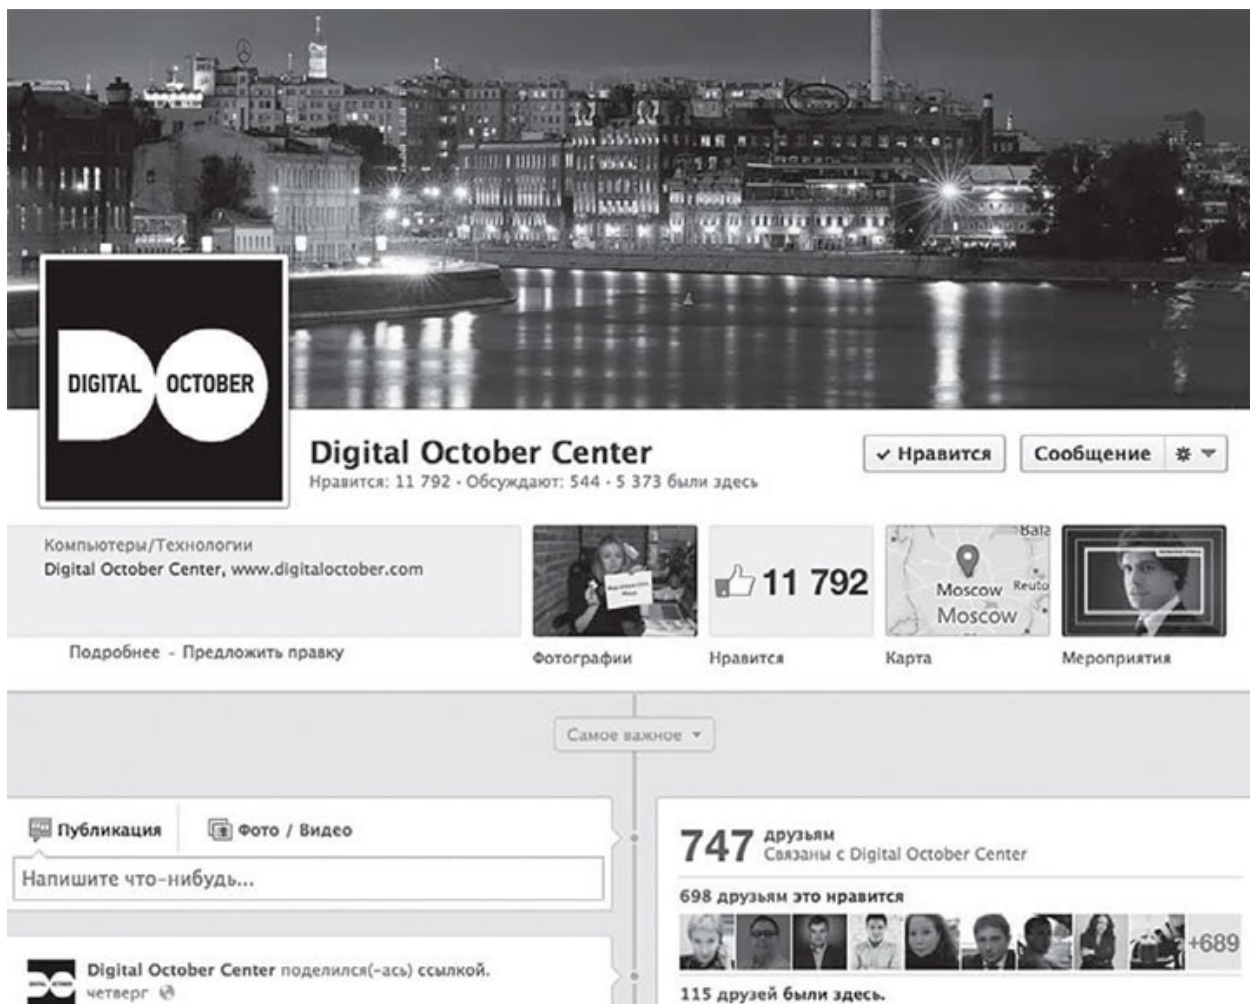 DIGITAL OCTOBER
Digital October Center
✓ Нравится
Сообщение
Нравится: 11 792 · Обсуждают: 544 · 5 373 были здесь
Компьютеры/Технологии
Digital October Center, www.digitaloctober.com
Подробнее - Предложить правку
Фотографии
11 792
Нравится
Bala
Moscow
Reuto
Moscow
Карта
Мероприятия
Самое важное
Публикация
Фото / Видео
Напишите что-нибудь...
Digital October Center поделился(-ась) ссылкой.
четверг
747 друзьям
Связаны с Digital October Center
698 друзьям это нравится
+689
115 друзей были здесь.